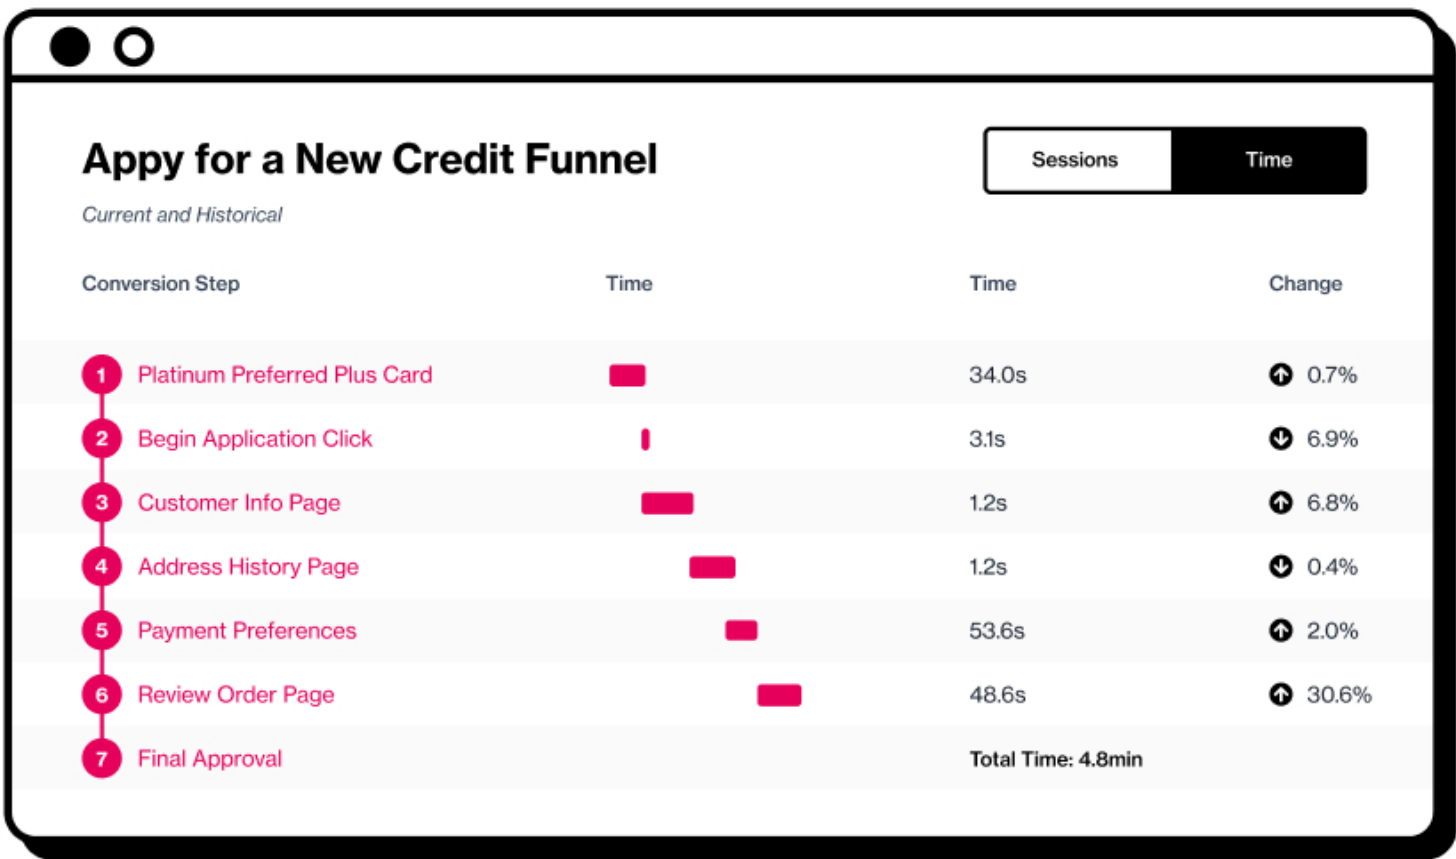 Appy for a New Credit Funnel
Sessions Time
Current and Historical
Conversion Step Time Time Change
1 Platinum Preferred Plus Card 34.0s 0.7%
2 Begin Application Click 3.1s 6.9%
3 Customer Info Page 1.2s 6.8%
4 Address History Page 1.2s 0.4%
5 Payment Preferences 53.6s 2.0%
6 Review Order Page 48.6s 30.6%
7 Final Approval Total Time: 4.8min